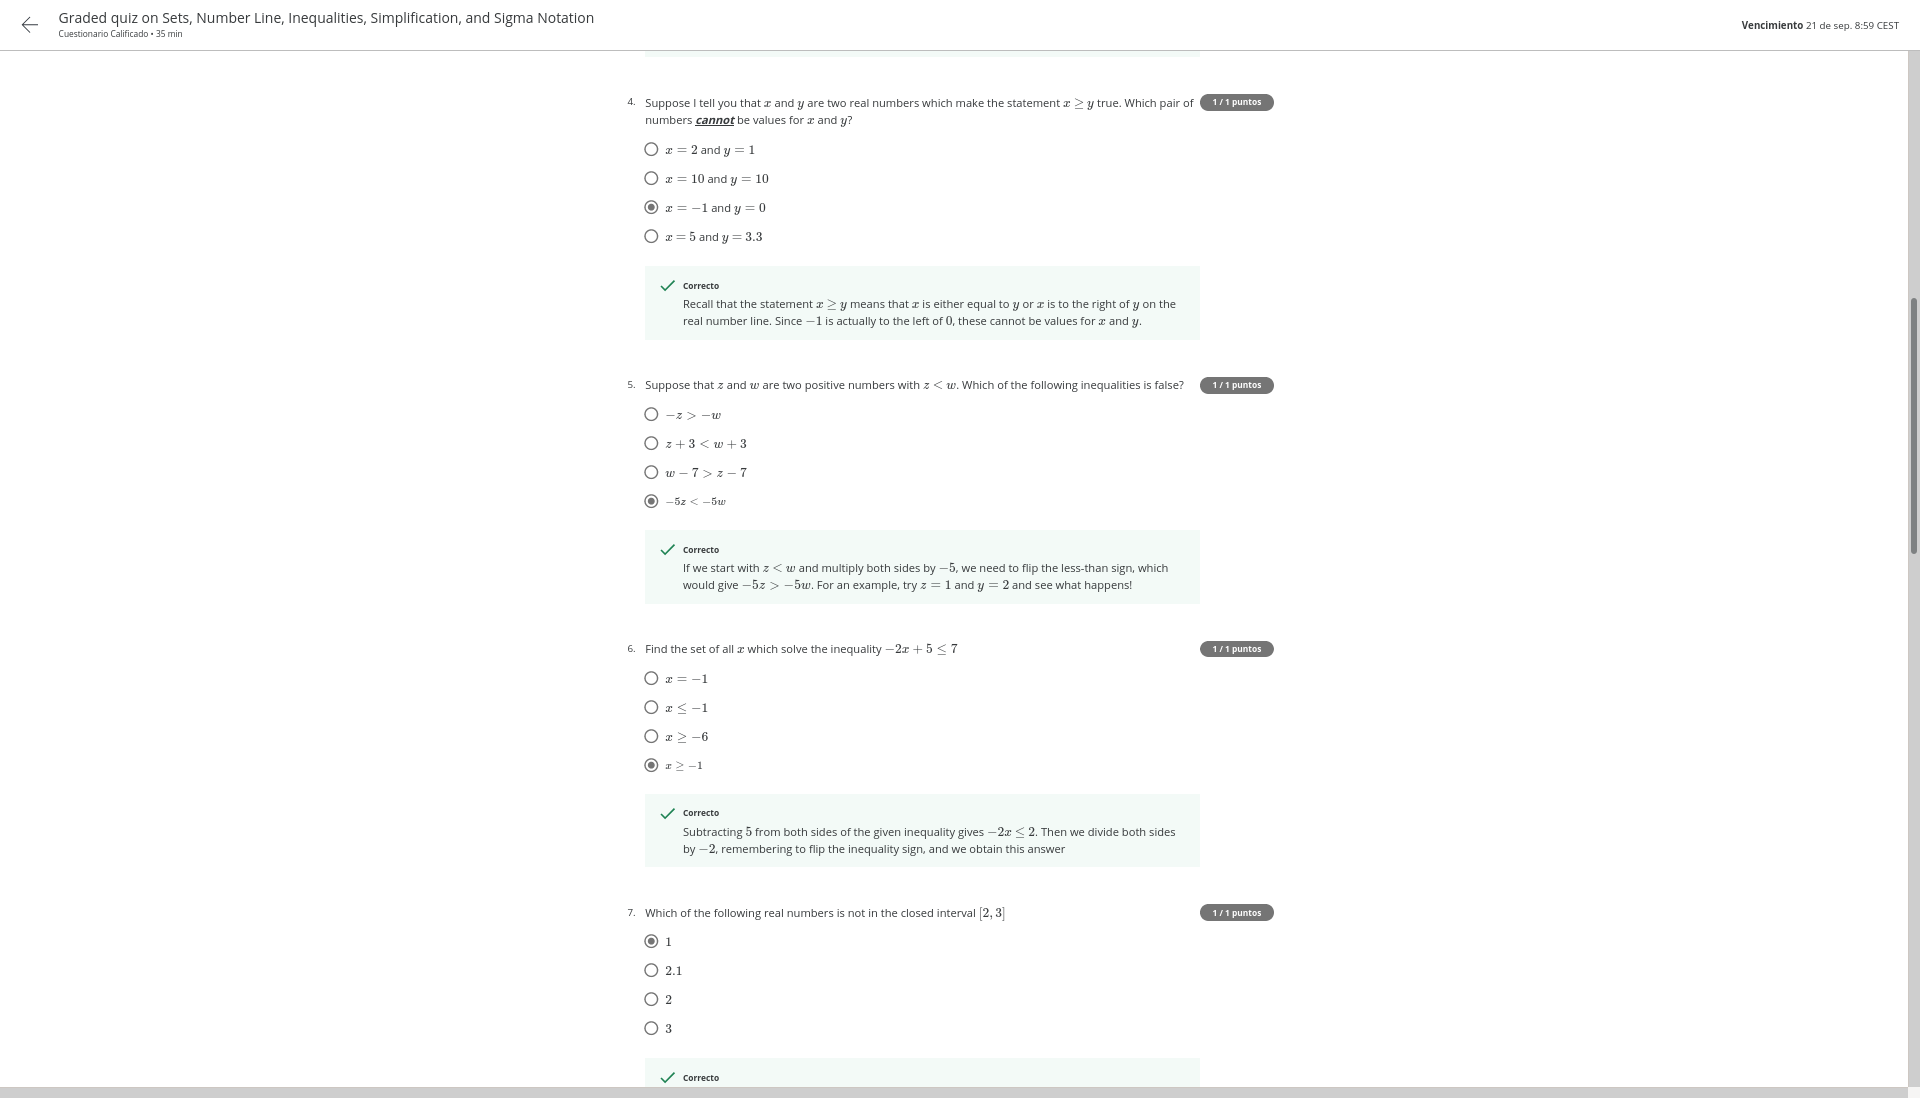 Graded quiz on Sets, Number Line, Inequalities, Simplification, and Sigma Notation
Cuestionario Calificado • 35 min
Vencimiento 21 de sep. 8:59 CEST
4. Suppose I tell you that x and y are two real numbers which make the statement x ≥ y true. Which pair of
numbers cannot be values for x and y?
1 / 1 puntos
x = 2 and y = 1
x = 10 and y = 10
x = −1 and y = 0
x = 5 and y = 3.3
Correcto
Recall that the statement x ≥ y means that x is either equal to y or x is to the right of y on the
real number line. Since −1 is actually to the left of 0, these cannot be values for x and y.
5. Suppose that z and w are two positive numbers with z < w. Which of the following inequalities is false?
1 / 1 puntos
−z > −w
z + 3 < w + 3
w − 7 > z − 7
−5z < −5w
Correcto
If we start with z < w and multiply both sides by −5, we need to flip the less-than sign, which
would give −5z > −5w. For an example, try z = 1 and y = 2 and see what happens!
6. Find the set of all x which solve the inequality −2x + 5 ≤ 7
1 / 1 puntos
x = −1
x ≤ −1
x ≥ −6
x ≥ −1
Correcto
Subtracting 5 from both sides of the given inequality gives −2x ≤ 2. Then we divide both sides
by −2, remembering to flip the inequality sign, and we obtain this answer
7. Which of the following real numbers is not in the closed interval [2, 3]
1 / 1 puntos
1
2.1
2
3
Correcto